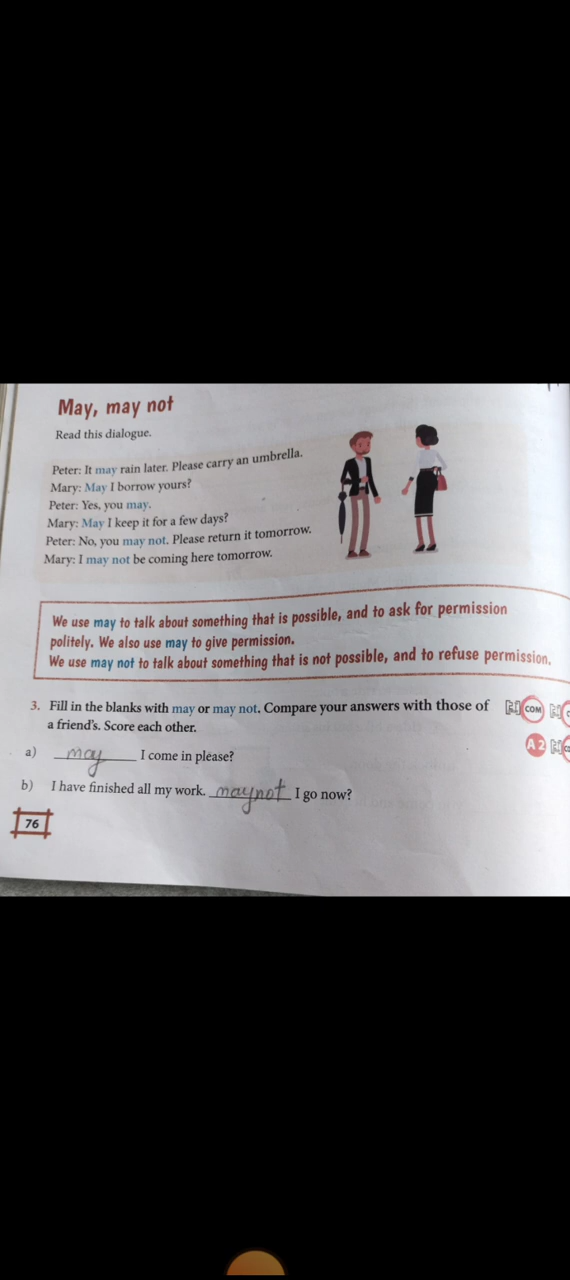 May, may not
Read this dialogue.
Peter: It may rain later. Please carry an umbrella.
Mary: May I borrow yours?
Peter: Yes, you may.
Mary: May I keep it for a few days?
Peter: No, you may not. Please return it tomorrow.
Mary: I may not be coming here tomorrow.
We use may to talk about something that is possible, and to ask for permission
politely. We also use may to give permission.
We use may not to talk about something that is not possible, and to refuse permission.
3. Fill in the blanks with may or may not. Compare your answers with those of
a friend's. Score each other.
COM
A 2
a) may I come in please?
b) I have finished all my work. maynot I go now?
76